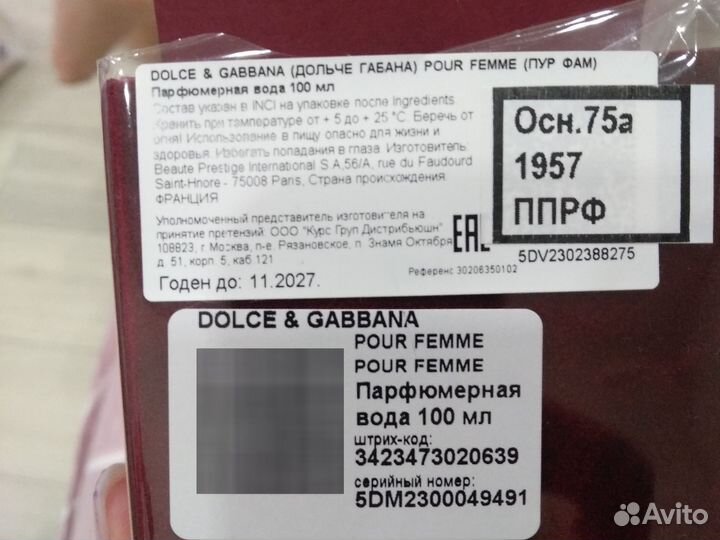 DOLCE & GABBANA (ДОЛЬЧЕ ГАБАНА) POUR FEMME (ПУР ФАМ)
Парфюмерная вода 100 мл
Состав указан в INCI на упаковке после ingredients.
Хранить при температуре от + 5 до + 25 °С. Беречь от
огня! Использование в пищу опасно для жизни и
здоровья. Избегать попадания в глаза. Изготовитель
Beaute Prestige International S.A,56/A, rue du Faudourd
Saint-Hnore - 75008 Paris, Страна происхождения
ФРАНЦИЯ
Уполномоченный представитель изготовителя на
принятие претензий: ООО "Курс Груп Дистрибьюшн"
108823, г. Москва, п-е. Рязановское, п. Знамя Октября
д. 51, корп. 5, каб 121
Годен до: 11.2027.
Осн.75а
1957
ППРФ
EAC
5DV2302388275
Референс 30206350102
DOLCE & GABBANA
POUR FEMME
POUR FEMME
Парфюмерная
вода 100 мл
штрих-код:
3423473020639
серийный номер:
5DM2300049491
Avito